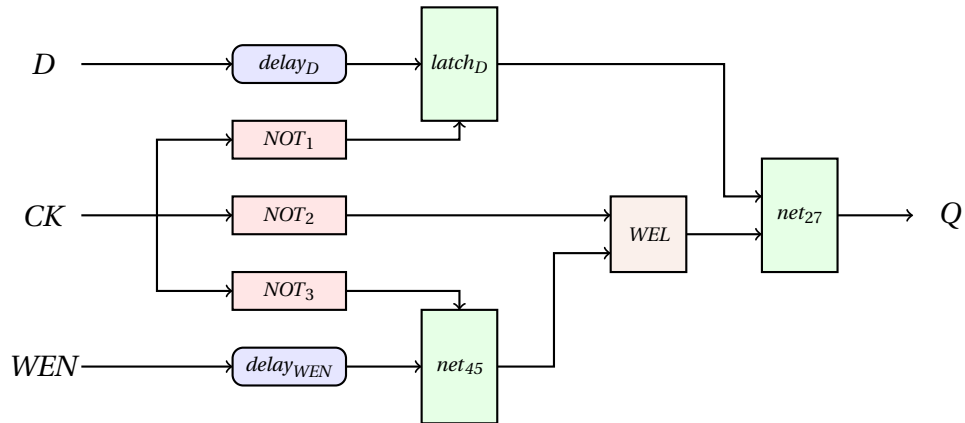 D
delay_D
latch_D
NOT_1
CK
NOT_2
WEL
net_27
Q
NOT_3
WEN
delay_WEN
net_45